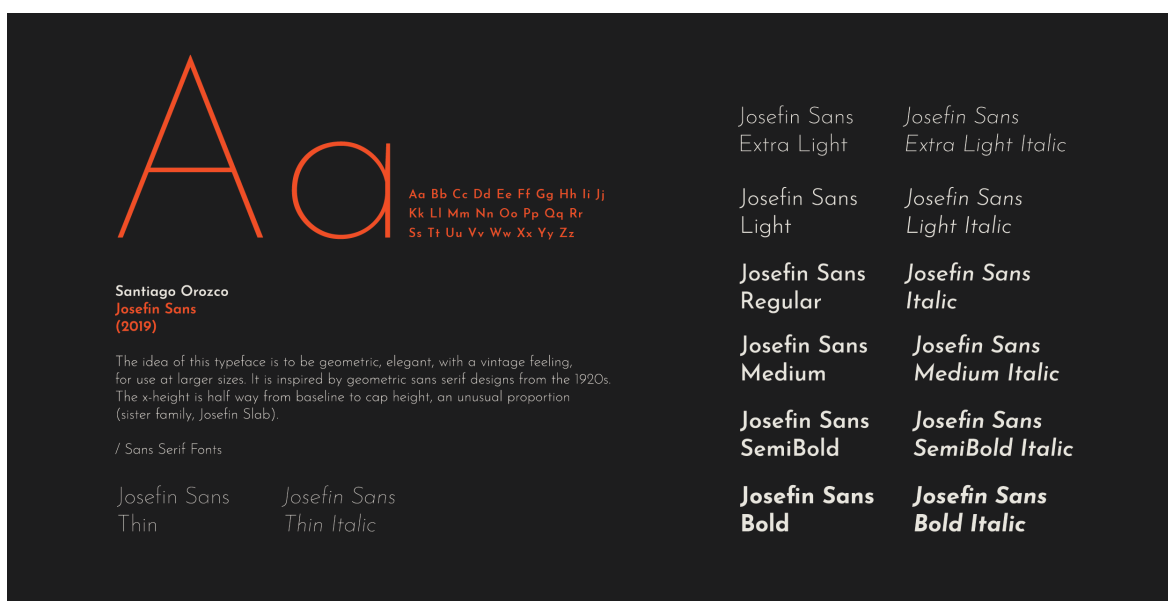 Aa
Aa Bb Cc Dd Ee Ff Gg Hh Ii Jj
Kk Ll Mm Nn Oo Pp Qq Rr
Ss Tt Uu Vv Ww Xx Yy Zz
Santiago Orozco
Josefin Sans
(2019)
The idea of this typeface is to be geometric, elegant, with a vintage feeling,
for use at larger sizes. It is inspired by geometric sans serif designs from the 1920s.
The x-height is half way from baseline to cap height, an unusual proportion
(sister family, Josefin Slab).
/ Sans Serif Fonts
Josefin Sans
Thin
Josefin Sans
Thin Italic
Josefin Sans
Extra Light
Josefin Sans
Extra Light Italic
Josefin Sans
Light
Josefin Sans
Light Italic
Josefin Sans
Regular
Josefin Sans
Italic
Josefin Sans
Medium
Josefin Sans
Medium Italic
Josefin Sans
SemiBold
Josefin Sans
SemiBold Italic
Josefin Sans
Bold
Josefin Sans
Bold Italic